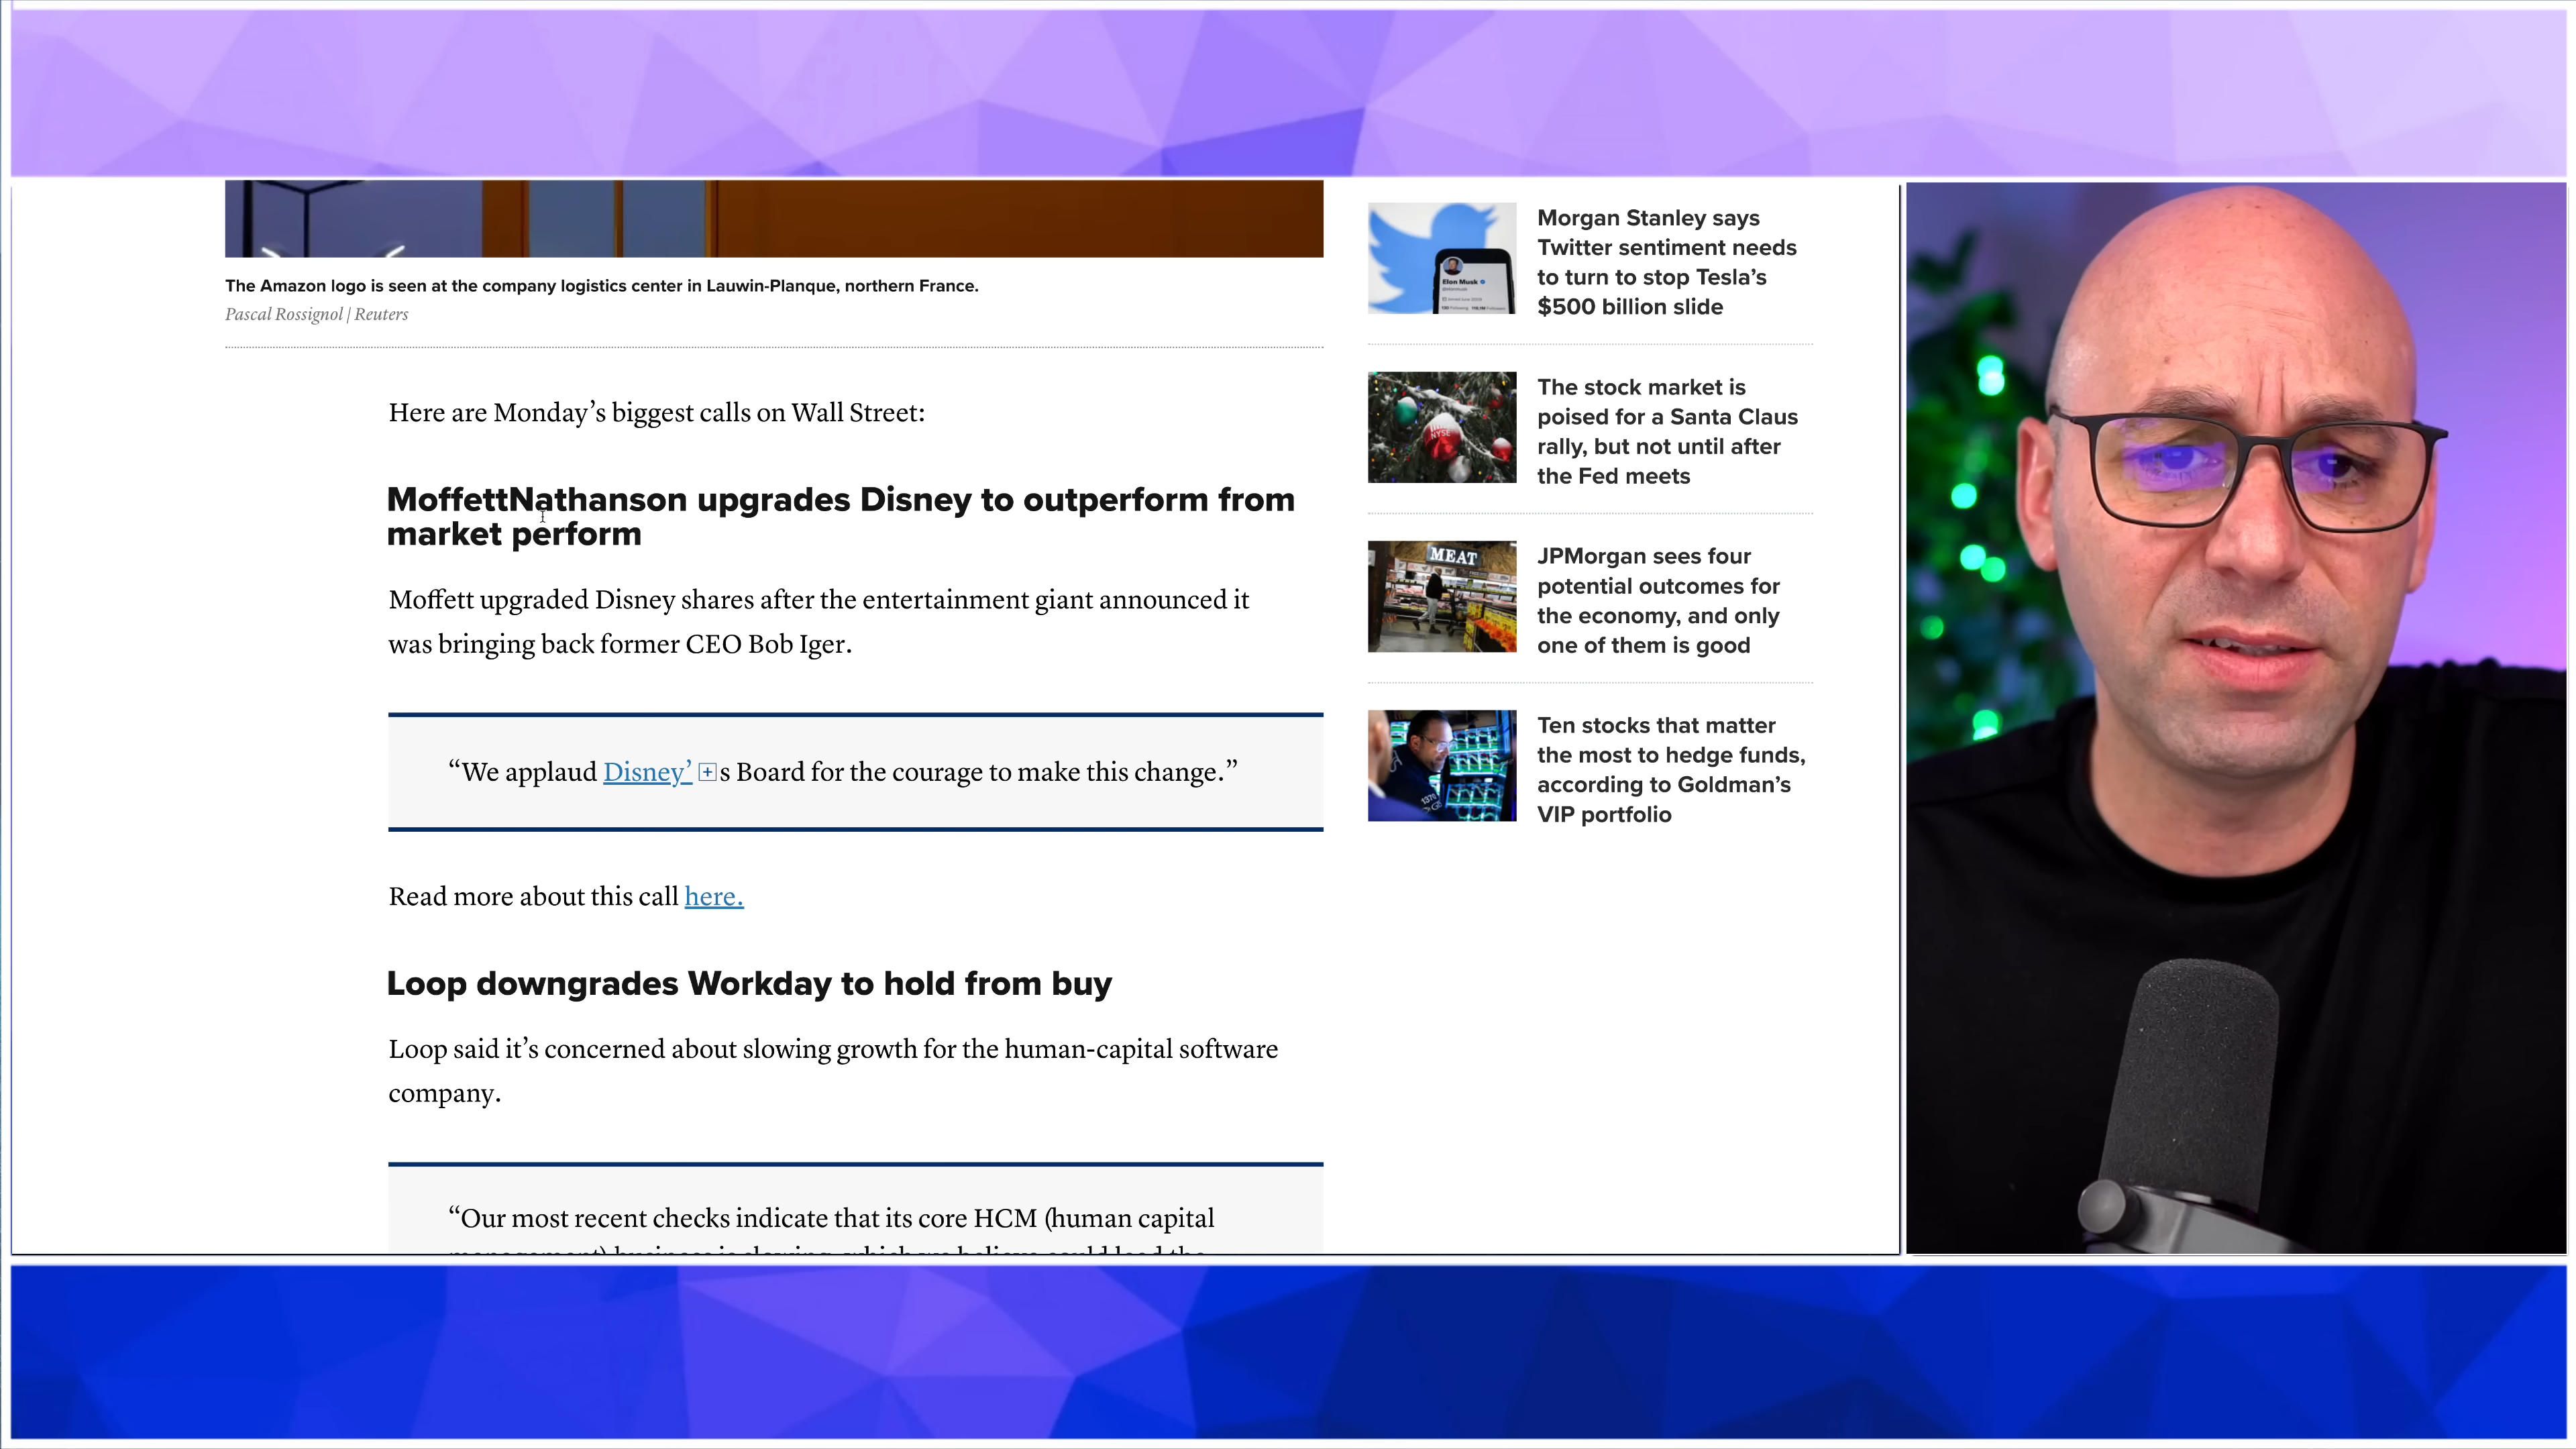 The Amazon logo is seen at the company logistics center in Lauwin-Planque, northern France.
Pascal Rossignol | Reuters
Here are Monday’s biggest calls on Wall Street:
MoffettNathanson upgrades Disney to outperform from
market perform
Moffett upgraded Disney shares after the entertainment giant announced it
was bringing back former CEO Bob Iger.
“We applaud Disney’s Board for the courage to make this change.”
Read more about this call here.
Loop downgrades Workday to hold from buy
Loop said it’s concerned about slowing growth for the human-capital software
company.
“Our most recent checks indicate that its core HCM (human capital
Elon Musk
Morgan Stanley says
Twitter sentiment needs
to turn to stop Tesla’s
$500 billion slide
NYSE
The stock market is
poised for a Santa Claus
rally, but not until after
the Fed meets
MEAT
JPMorgan sees four
potential outcomes for
the economy, and only
one of them is good
Ten stocks that matter
the most to hedge funds,
according to Goldman’s
VIP portfolio